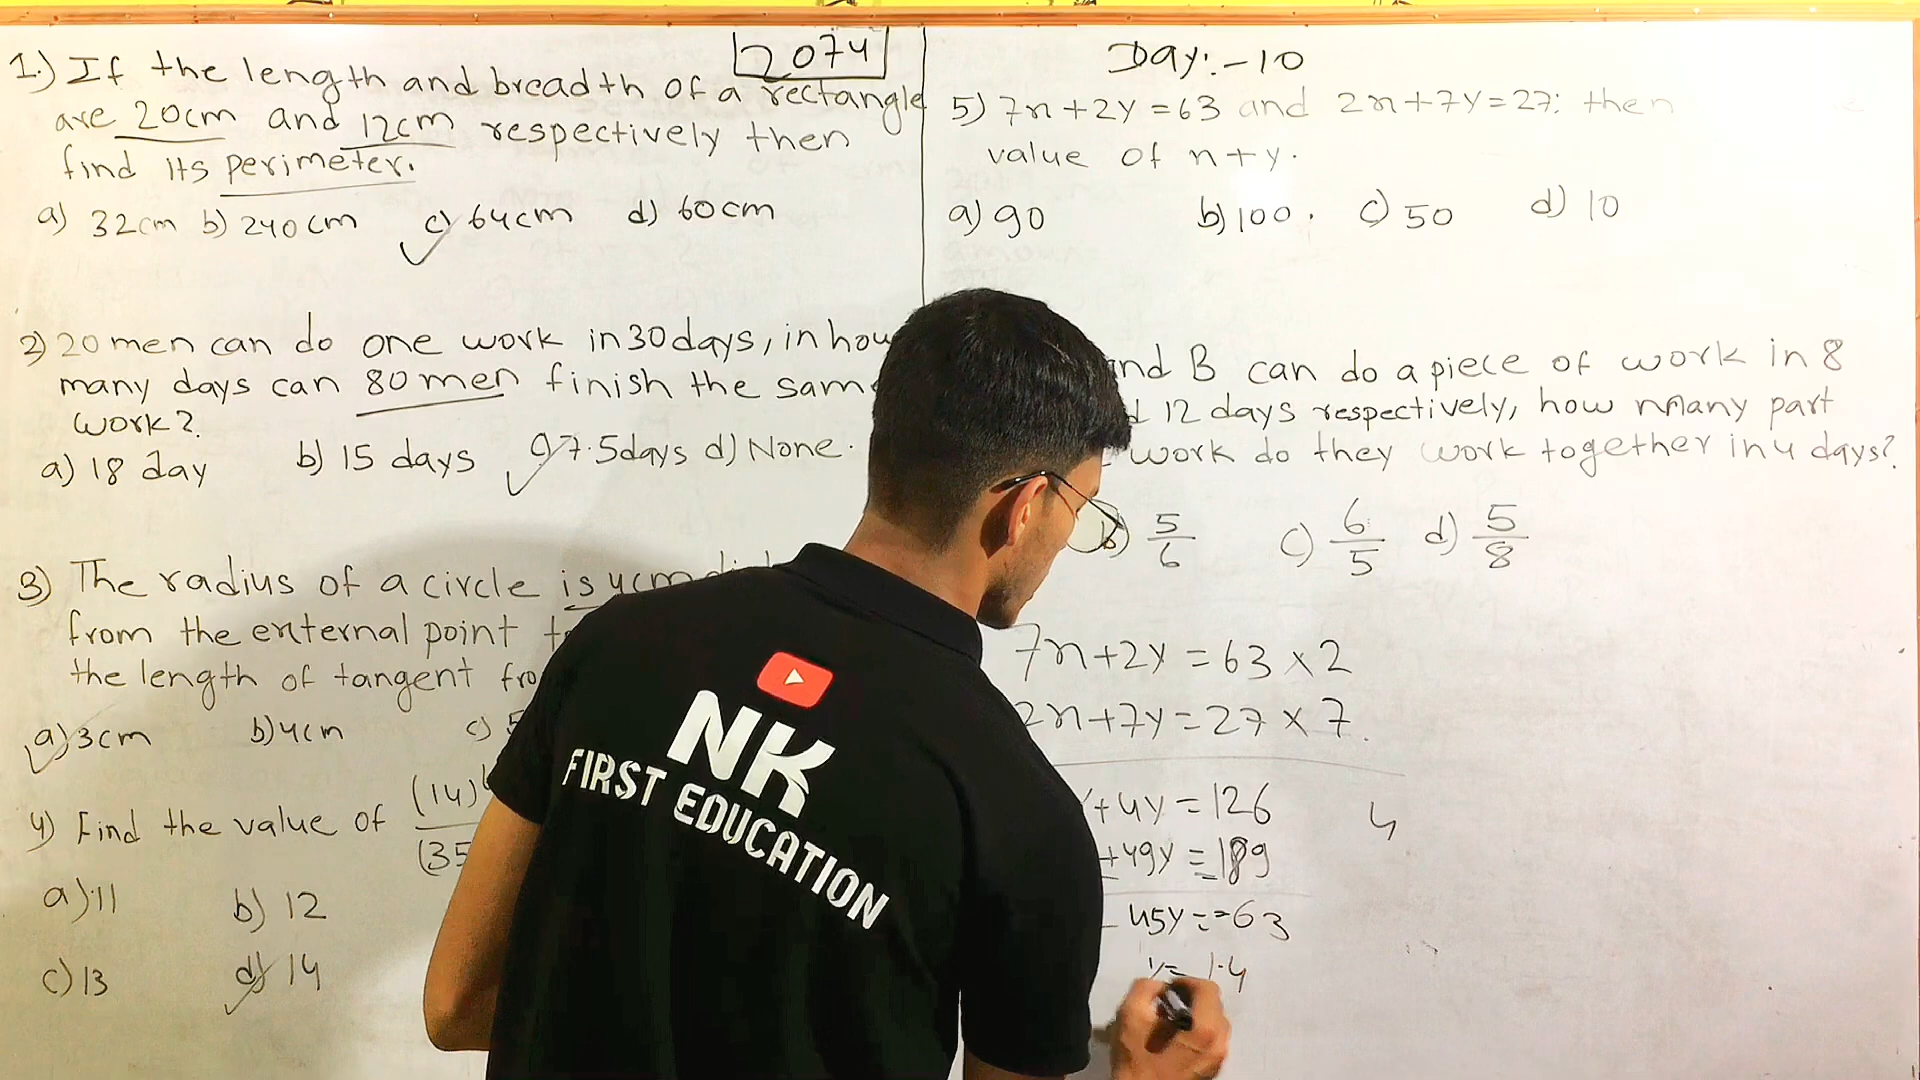 2074
1.) If the length and breadth of a rectangle
are 20cm and 12cm respectively then
find its perimeter.
a) 32cm b) 240cm c) 64cm d) 60cm
2) 20 men can do one work in 30 days, in how
many days can 80 men finish the same
work?
a) 18 day b) 15 days c) 7.5days d) None.
3) The radius of a circle is 4cm
from the external point
the length of tangent
a) 3cm b) 4cm c) 5
4) Find the value of (14)
(35
a) 11 b) 12
c) 13 d) 14
Day:-10
5) 7x+2y=63 and 2x+7y=27: then
value of x+y.
a) 90 b) 100. c) 50 d) 10
and B can do a piece of work in 8
12 days respectively, how many part
work do they work together in 4 days?
b) 5/6 c) 6/5 d) 5/8
7x+2y=63×2
2x+7y=27×7
+4y=126 4
+49y=189
-45y=-63
y=1.4
NK
FIRST EDUCATION